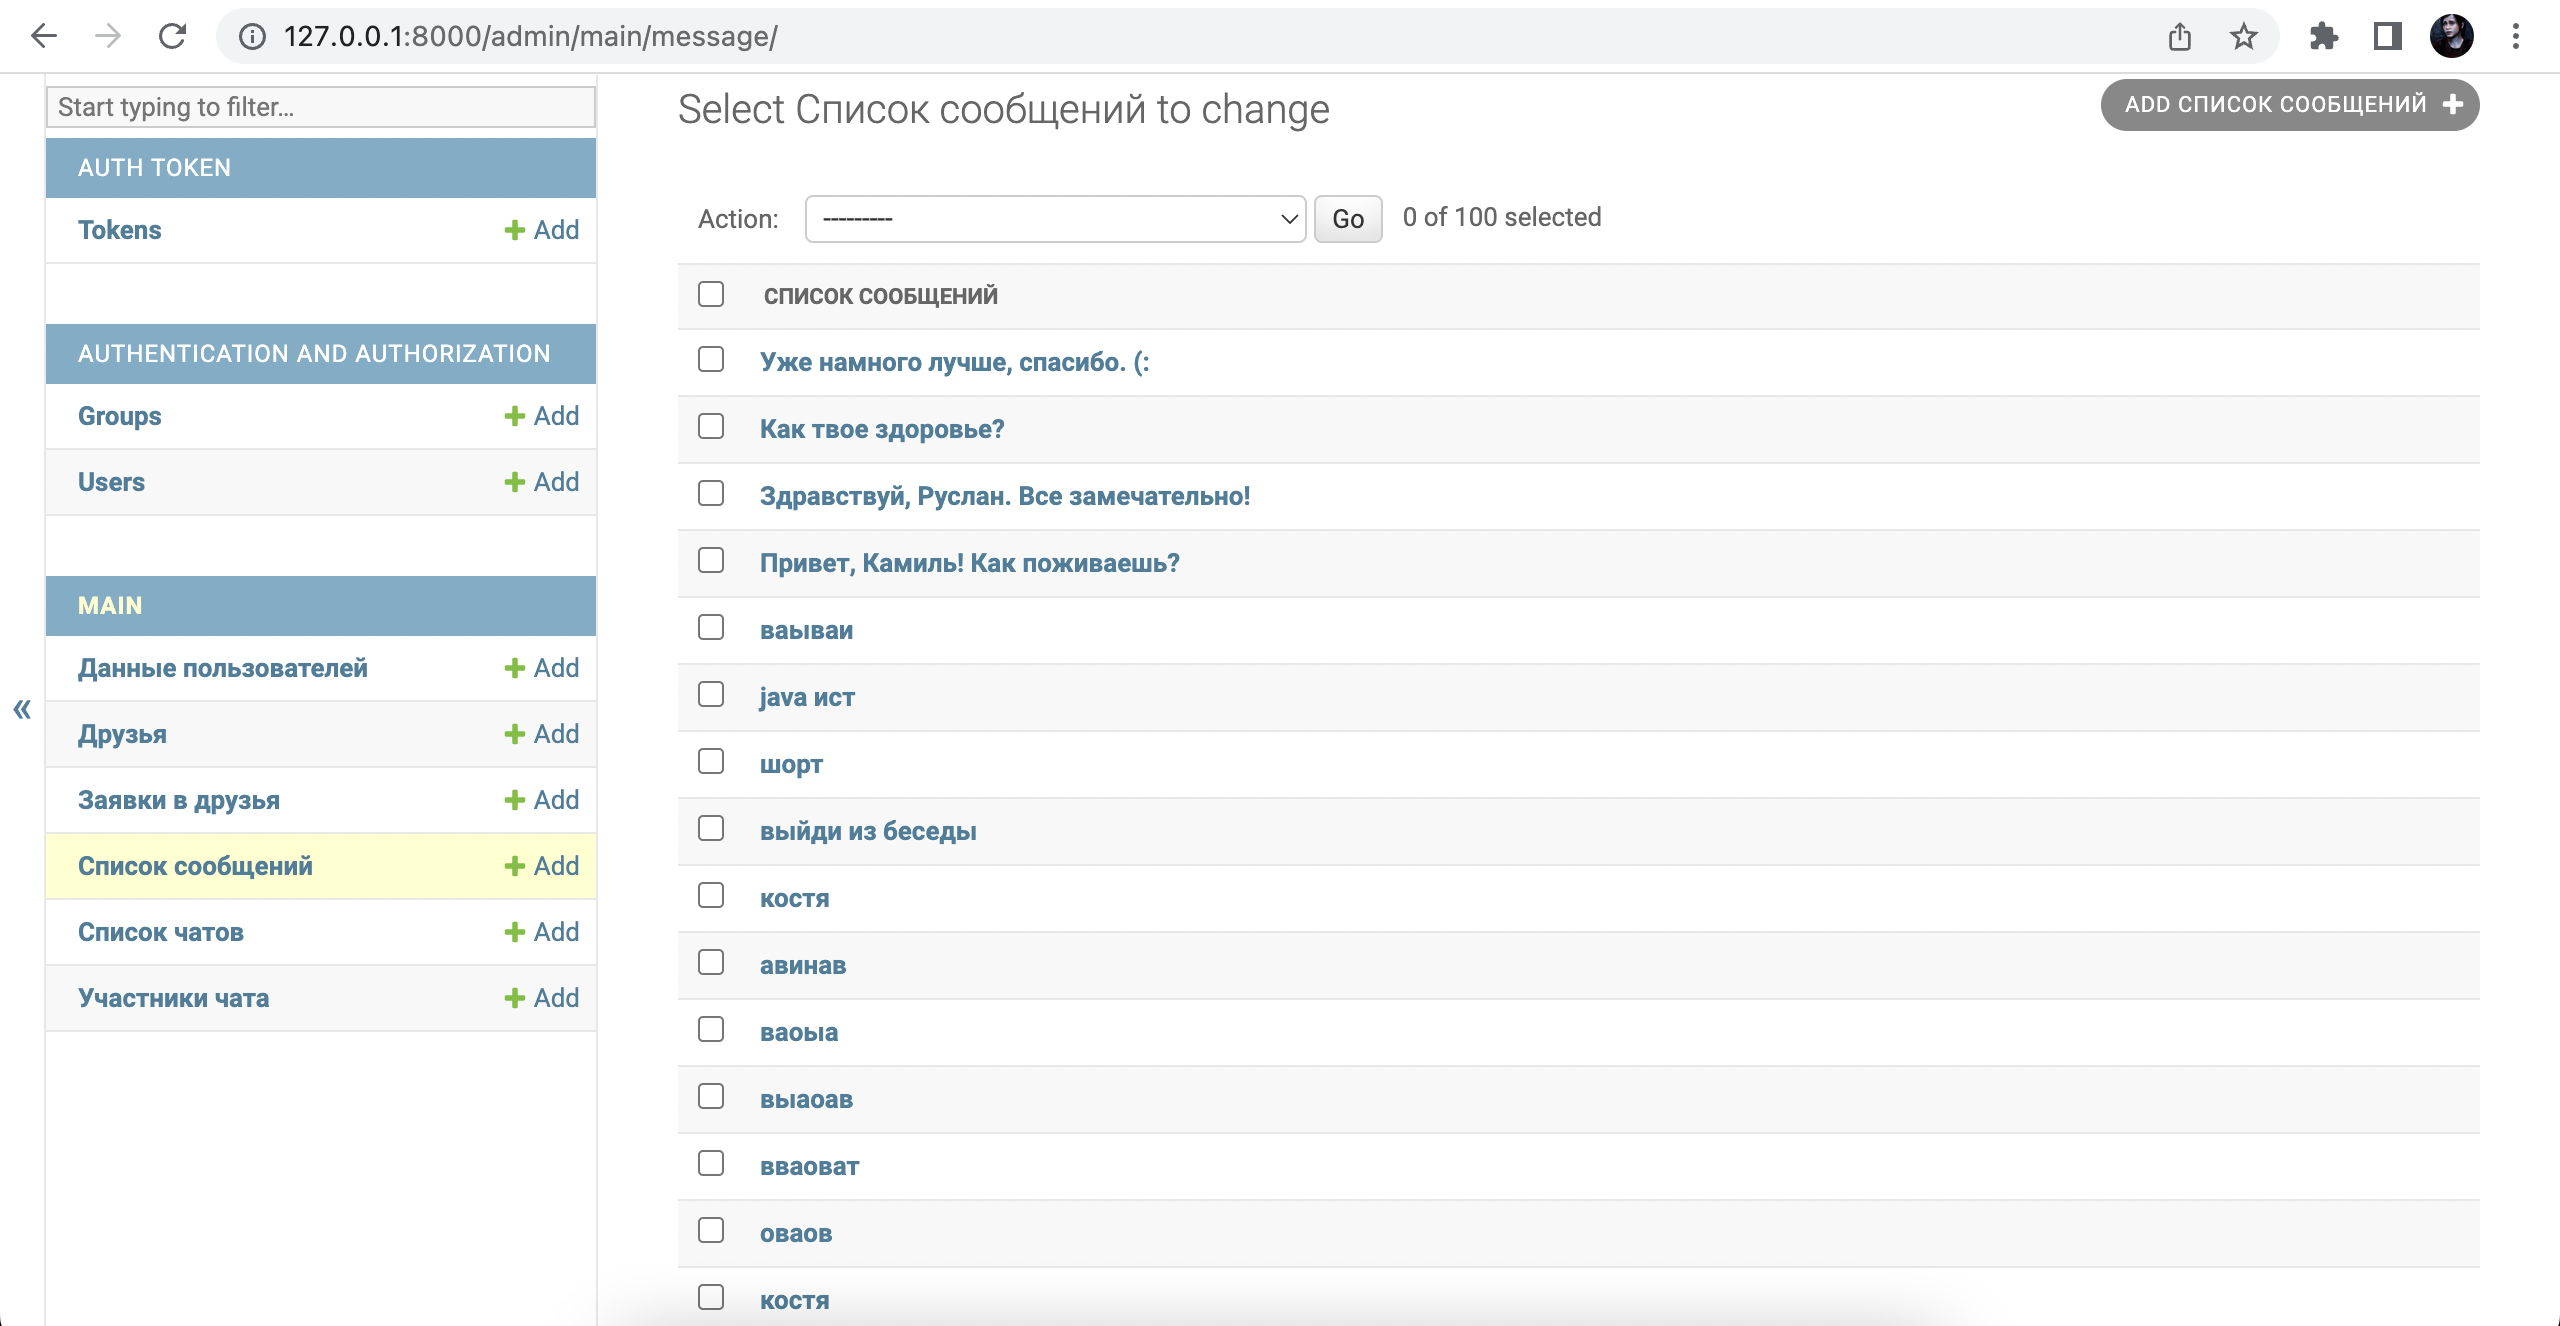 127.0.0.1:8000/admin/main/message/
Start typing to filter...
AUTH TOKEN
Tokens
Add
AUTHENTICATION AND AUTHORIZATION
Groups
Add
Users
Add
MAIN
Данные пользователей
Add
Друзья
Add
Заявки в друзья
Add
Список сообщений
Add
Список чатов
Add
Участники чата
Add
«
Select Список сообщений to change
ADD СПИСОК СООБЩЕНИЙ
Action:
---------
Go
0 of 100 selected
СПИСОК СООБЩЕНИЙ
Уже намного лучше, спасибо. (:
Как твое здоровье?
Здравствуй, Руслан. Все замечательно!
Привет, Камиль! Как поживаешь?
ваываи
java ист
шорт
выйди из беседы
костя
авинав
ваоыа
выаоав
вваоват
оваов
костя